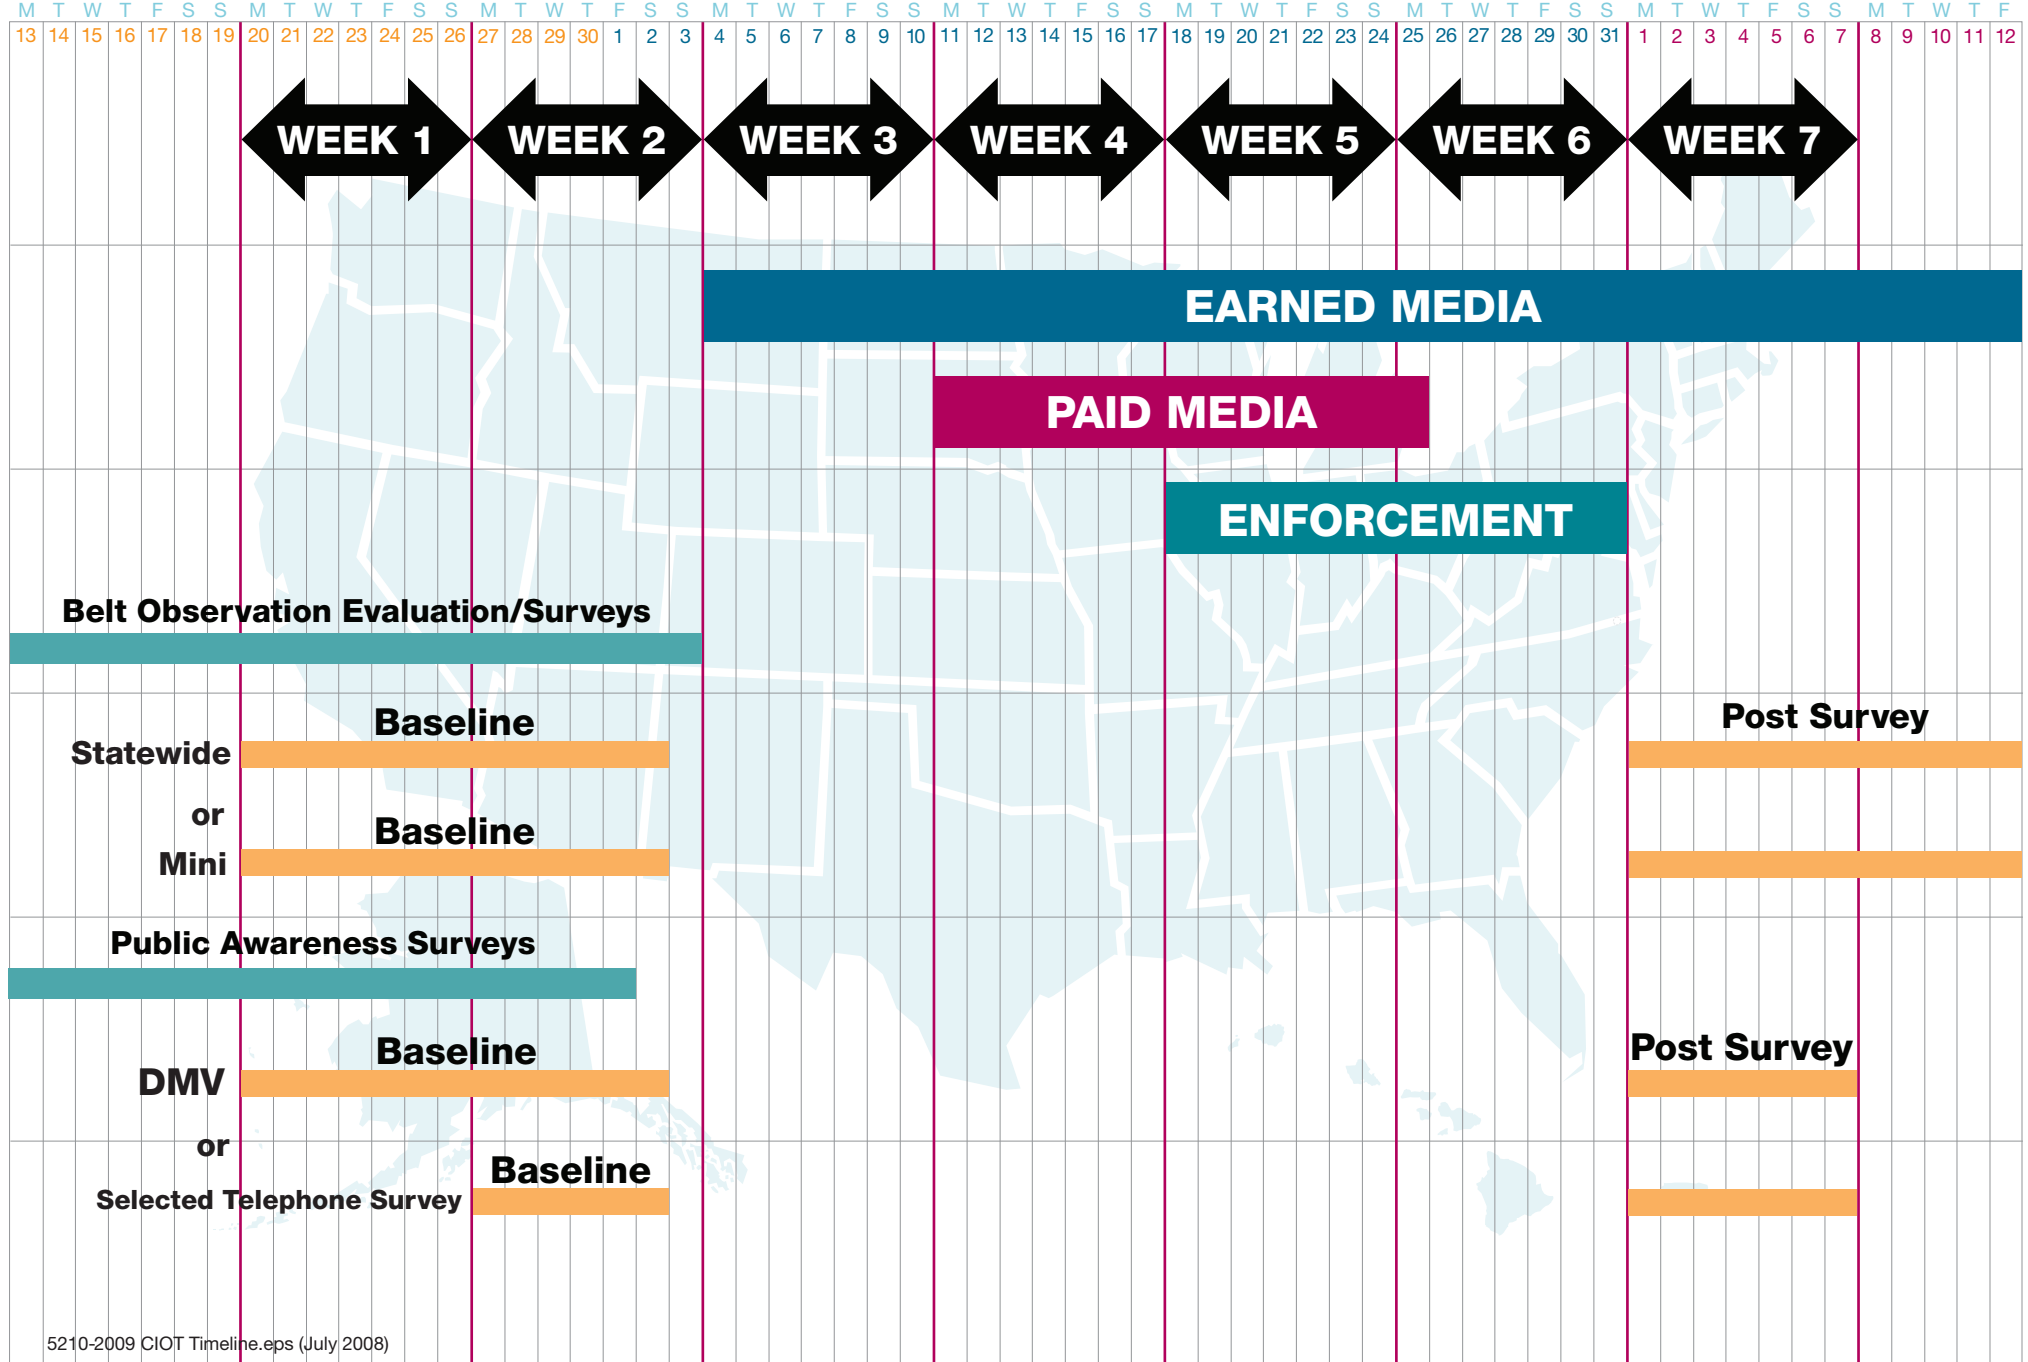 M T W T F S S M T W T F S S M T W T F S S M T W T F S S M T W T F S S M T W T F S S M T W T F S S M T W T F S S M T W T F
13 14 15 16 17 18 19 20 21 22 23 24 25 26 27 28 29 30 1 2 3 4 5 6 7 8 9 10 11 12 13 14 15 16 17 18 19 20 21 22 23 24 25 26 27 28 29 30 31 1 2 3 4 5 6 7 8 9 10 11 12
WEEK 1 WEEK 2 WEEK 3 WEEK 4 WEEK 5 WEEK 6 WEEK 7
EARNED MEDIA
PAID MEDIA
ENFORCEMENT
Belt Observation Evaluation/Surveys
Baseline
Post Survey
Statewide
or
Baseline
Mini
Public Awareness Surveys
Baseline
Post Survey
DMV
or
Baseline
Selected Telephone Survey
5210-2009 CIOT Timeline.eps (July 2008)